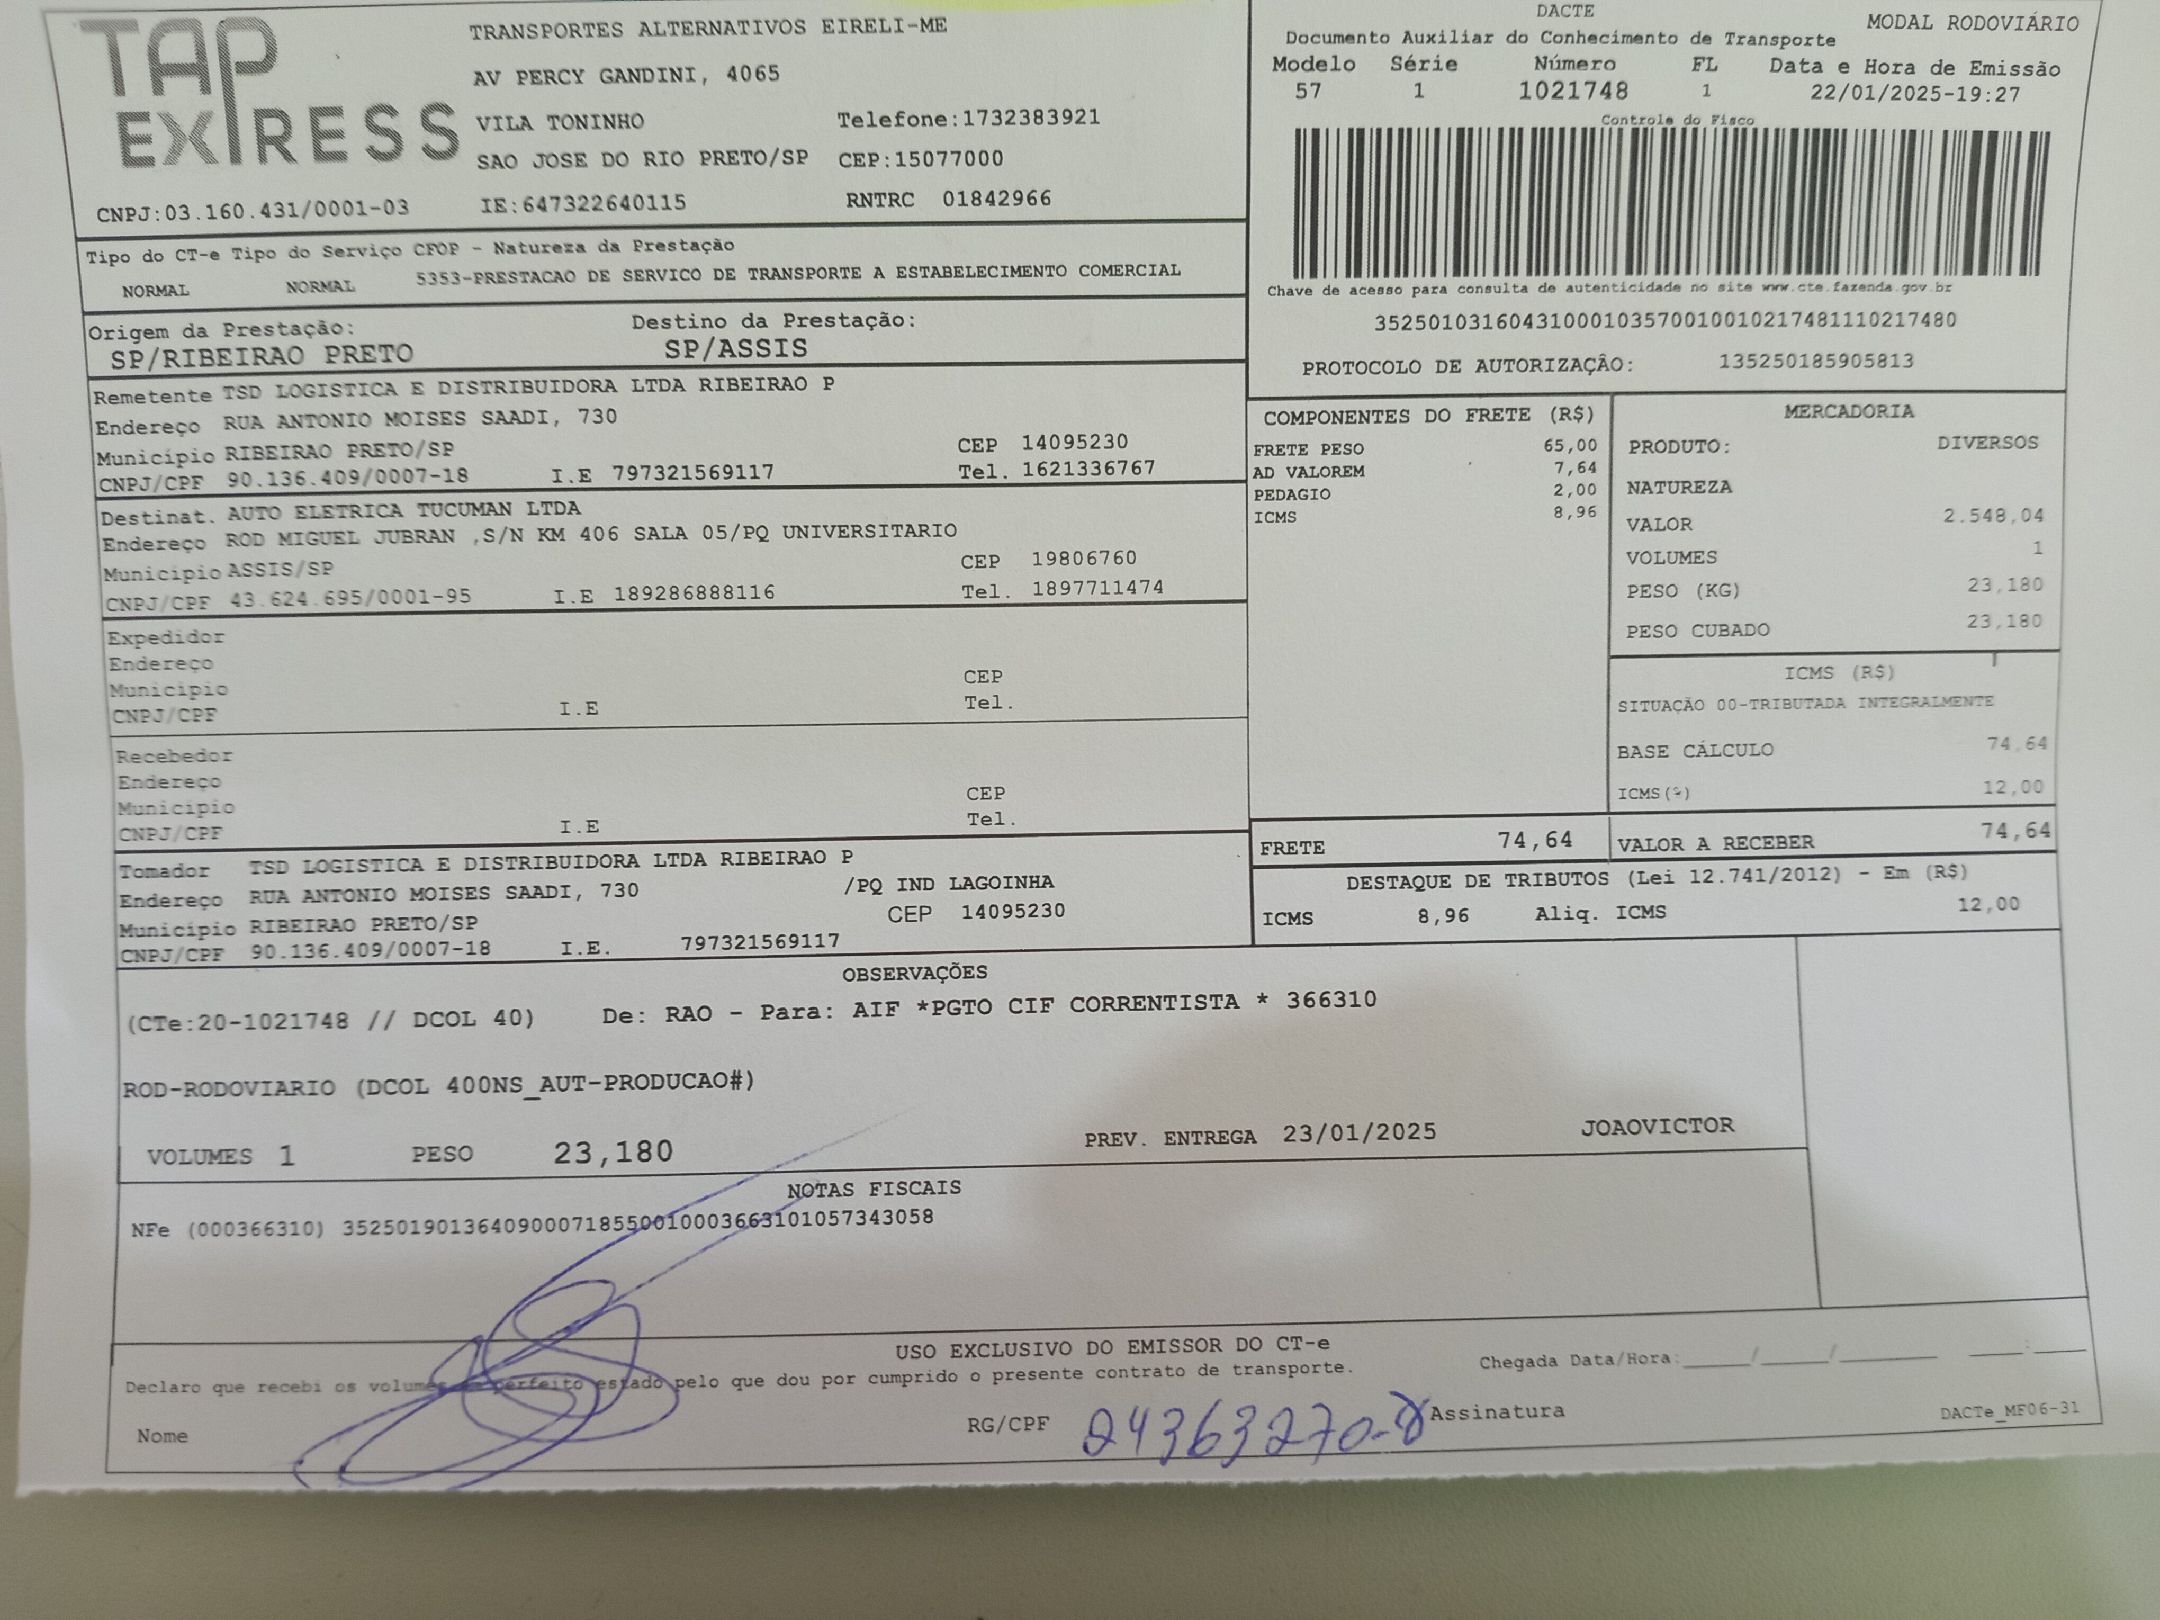 TAP EXPRESS
TRANSPORTES ALTERNATIVOS EIRELI-ME
AV PERCY GANDINI, 4065
VILA TONINHO Telefone:1732383921
SAO JOSE DO RIO PRETO/SP CEP:15077000
CNPJ:03.160.431/0001-03 IE:647322640115 RNTRC 01842966
DACTE MODAL RODOVIÁRIO
Documento Auxiliar do Conhecimento de Transporte
Modelo Série Número FL Data e Hora de Emissão
57 1 1021748 1 22/01/2025-19:27
Controle do Fisco
Chave de acesso para consulta de autenticidade no site www.cte.fazenda.gov.br
35250103160431000103570010010217481110217480
PROTOCOLO DE AUTORIZAÇÃO: 135250185905813
Tipo do CT-e Tipo do Serviço CFOP - Natureza da Prestação
NORMAL NORMAL 5353-PRESTACAO DE SERVICO DE TRANSPORTE A ESTABELECIMENTO COMERCIAL
Origem da Prestação: Destino da Prestação:
SP/RIBEIRAO PRETO SP/ASSIS
Remetente TSD LOGISTICA E DISTRIBUIDORA LTDA RIBEIRAO P
Endereço RUA ANTONIO MOISES SAADI, 730
Município RIBEIRAO PRETO/SP CEP 14095230
CNPJ/CPF 90.136.409/0007-18 I.E 797321569117 Tel. 1621336767
Destinat. AUTO ELETRICA TUCUMAN LTDA
Endereço ROD MIGUEL JUBRAN ,S/N KM 406 SALA 05/PQ UNIVERSITARIO
Município ASSIS/SP CEP 19806760
CNPJ/CPF 43.624.695/0001-95 I.E 189286888116 Tel. 1897711474
Expedidor
Endereço
Município CEP
CNPJ/CPF I.E Tel.
Recebedor
Endereço
Município CEP
CNPJ/CPF I.E Tel.
Tomador TSD LOGISTICA E DISTRIBUIDORA LTDA RIBEIRAO P
Endereço RUA ANTONIO MOISES SAADI, 730 /PQ IND LAGOINHA
Município RIBEIRAO PRETO/SP CEP 14095230
CNPJ/CPF 90.136.409/0007-18 I.E. 797321569117
COMPONENTES DO FRETE (R$)
FRETE PESO 65,00
AD VALOREM 7,64
PEDAGIO 2,00
ICMS 8,96
MERCADORIA
PRODUTO: DIVERSOS
NATUREZA
VALOR 2.548,04
VOLUMES 1
PESO (KG) 23,180
PESO CUBADO 23,180
ICMS (R$)
SITUAÇÃO 00-TRIBUTADA INTEGRALMENTE
BASE CÁLCULO 74,64
ICMS(%) 12,00
FRETE 74,64 VALOR A RECEBER 74,64
DESTAQUE DE TRIBUTOS (Lei 12.741/2012) - Em (R$)
ICMS 8,96 Aliq. ICMS 12,00
OBSERVAÇÕES
(CTe:20-1021748 // DCOL 40) De: RAO - Para: AIF *PGTO CIF CORRENTISTA * 366310
ROD-RODOVIARIO (DCOL 400NS_AUT-PRODUCAO#)
VOLUMES 1 PESO 23,180 PREV. ENTREGA 23/01/2025 JOAOVICTOR
NOTAS FISCAIS
NFe (000366310) 35250190136409000718550010003663101057343058
USO EXCLUSIVO DO EMISSOR DO CT-e
Declaro que recebi os volumes perfeito estado pelo que dou por cumprido o presente contrato de transporte. Chegada Data/Hora:____/____/____ ___:___
Nome RG/CPF 24363270-8 Assinatura DACTe_MF06-31